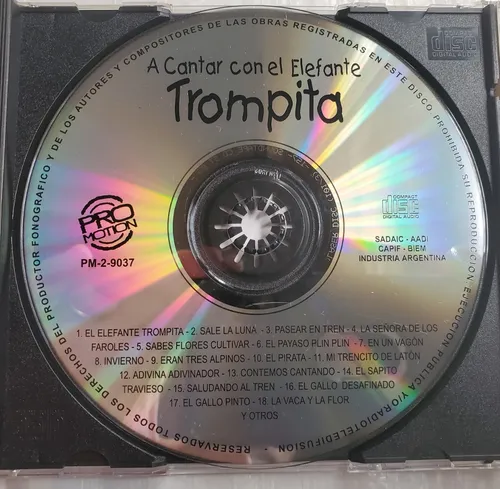 RESERVADOS TODOS LOS DERECHOS DEL PRODUCTOR FONOGRAFICO Y DE LOS AUTORES Y COMPOSITORES DE LAS OBRAS REGISTRADAS EN ESTE DISCO PROHIBIDA SU REPRODUCCION EJECUCION PUBLICA Y/O RADIOTELEDIFUSION -
disc
DIGITAL AUDIO
A Cantar con el Elefante
Trompita
PRO
MOTION
PM-2-9037
COMPACT
disc
DIGITAL AUDIO
SADAIC - AADI
CAPIF - BIEM
INDUSTRIA ARGENTINA
1. EL ELEFANTE TROMPITA - 2. SALE LA LUNA - 3. PASEAR EN TREN - 4. LA SEÑORA DE LOS
FAROLES - 5. SABES FLORES CULTIVAR - 6. EL PAYASO PLIN PLIN - 7. EN UN VAGÓN
8. INVIERNO - 9. ERAN TRES ALPINOS - 10. EL PIRATA - 11. MI TRENCITO DE LATÓN
12. ADIVINA ADIVINADOR - 13. CONTEMOS CANTANDO - 14. EL SAPITO
TRAVIESO - 15. SALUDANDO AL TREN - 16. EL GALLO DESAFINADO
17. EL GALLO PINTO - 18. LA VACA Y LA FLOR
Y OTROS